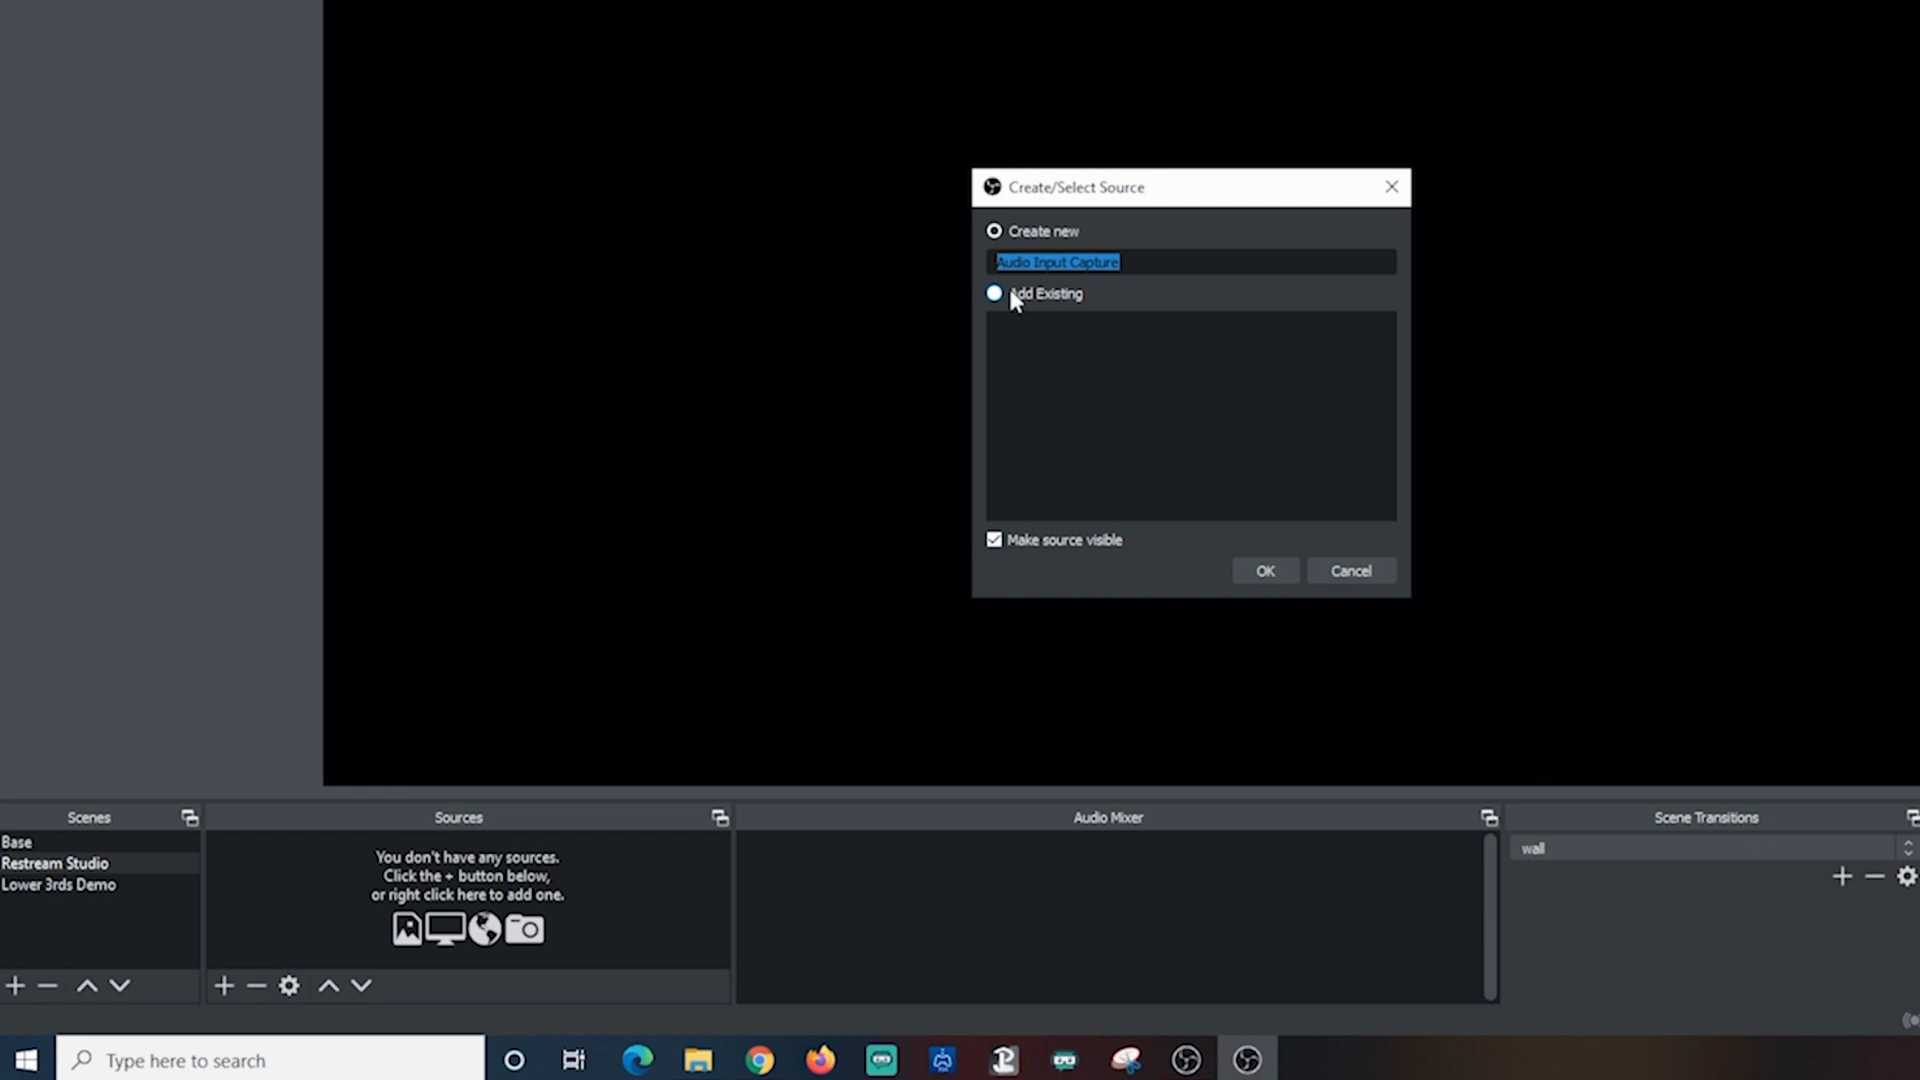 Create/Select Source
Create new
Audio Input Capture
Add Existing
Make source visible
OK
Cancel
Scenes
Sources
Audio Mixer
Scene Transitions
Base
Restream Studio
Lower 3rds Demo
You don't have any sources.
Click the + button below,
or right click here to add one.
wall
Type here to search